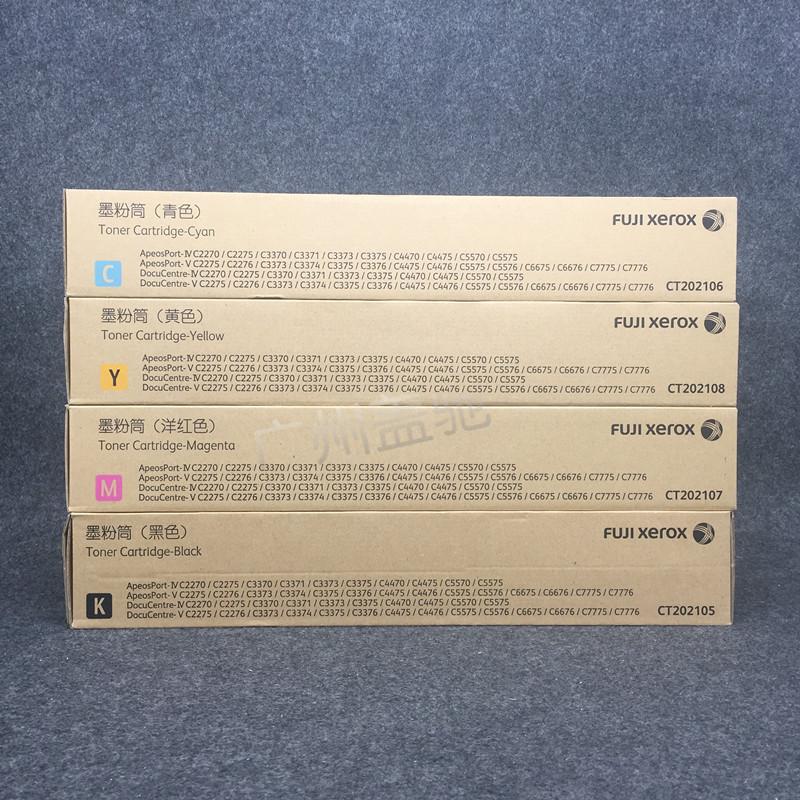 墨粉筒（青色）
FUJI xerox
Toner Cartridge-Cyan
ApeosPort-Ⅳ C2270 / C2275 / C3370 / C3371 / C3373 / C3375 / C4470 / C4475 / C5570 / C5575
ApeosPort- V C2275 / C2276 / C3373 / C3374 / C3375 / C3376 / C4475 / C4476 / C5575 / C5576 / C6675 / C6676 / C7775 / C7776
DocuCentre-Ⅳ C2270 / C2275 / C3370 / C3371 / C3373 / C3375 / C4470 / C4475 / C5570 / C5575
DocuCentre- V C2275 / C2276 / C3373 / C3374 / C3375 / C3376 / C4475 / C4476 / C5575 / C5576 / C6675 / C6676 / C7775 / C7776
C
CT202106
墨粉筒（黄色）
FUJI xerox
Toner Cartridge-Yellow
ApeosPort-Ⅳ C2270 / C2275 / C3370 / C3371 / C3373 / C3375 / C4470 / C4475 / C5570 / C5575
ApeosPort- V C2275 / C2276 / C3373 / C3374 / C3375 / C3376 / C4475 / C4476 / C5575 / C5576 / C6675 / C6676 / C7775 / C7776
DocuCentre-Ⅳ C2270 / C2275 / C3370 / C3371 / C3373 / C3375 / C4470 / C4475 / C5570 / C5575
DocuCentre- V C2275 / C2276 / C3373 / C3374 / C3375 / C3376 / C4475 / C4476 / C5575 / C5576 / C6675 / C6676 / C7775 / C7776
Y
CT202108
墨粉筒（洋红色）
FUJI xerox
Toner Cartridge-Magenta
广州盖驰
ApeosPort-Ⅳ C2270 / C2275 / C3370 / C3371 / C3373 / C3375 / C4470 / C4475 / C5570 / C5575
ApeosPort- V C2275 / C2276 / C3373 / C3374 / C3375 / C3376 / C4475 / C4476 / C5575 / C5576 / C6675 / C6676 / C7775 / C7776
DocuCentre-Ⅳ C2270 / C2275 / C3370 / C3371 / C3373 / C3375 / C4470 / C4475 / C5570 / C5575
DocuCentre- V C2275 / C2276 / C3373 / C3374 / C3375 / C3376 / C4475 / C4476 / C5575 / C5576 / C6675 / C6676 / C7775 / C7776
M
CT202107
墨粉筒（黑色）
FUJI xerox
Toner Cartridge-Black
ApeosPort-Ⅳ C2270 / C2275 / C3370 / C3371 / C3373 / C3375 / C4470 / C4475 / C5570 / C5575
ApeosPort- V C2275 / C2276 / C3373 / C3374 / C3375 / C3376 / C4475 / C4476 / C5575 / C5576 / C6675 / C6676 / C7775 / C7776
DocuCentre-Ⅳ C2270 / C2275 / C3370 / C3371 / C3373 / C3375 / C4470 / C4475 / C5570 / C5575
DocuCentre- V C2275 / C2276 / C3373 / C3374 / C3375 / C3376 / C4475 / C4476 / C5575 / C5576 / C6675 / C6676 / C7775 / C7776
K
CT202105